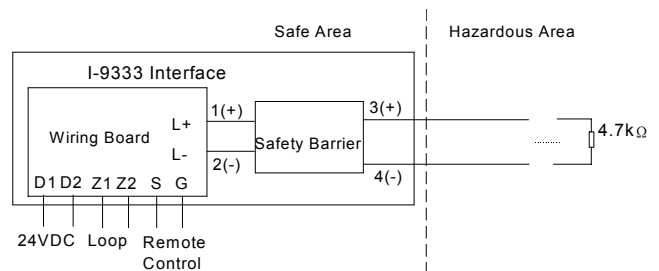 Safe Area
Hazardous Area
I-9333 Interface
1(+)
3(+)
L+
Wiring Board
Safety Barrier
4.7kΩ
L-
2(-)
4(-)
D1 D2 Z1 Z2 S G
24VDC Loop Remote
Control